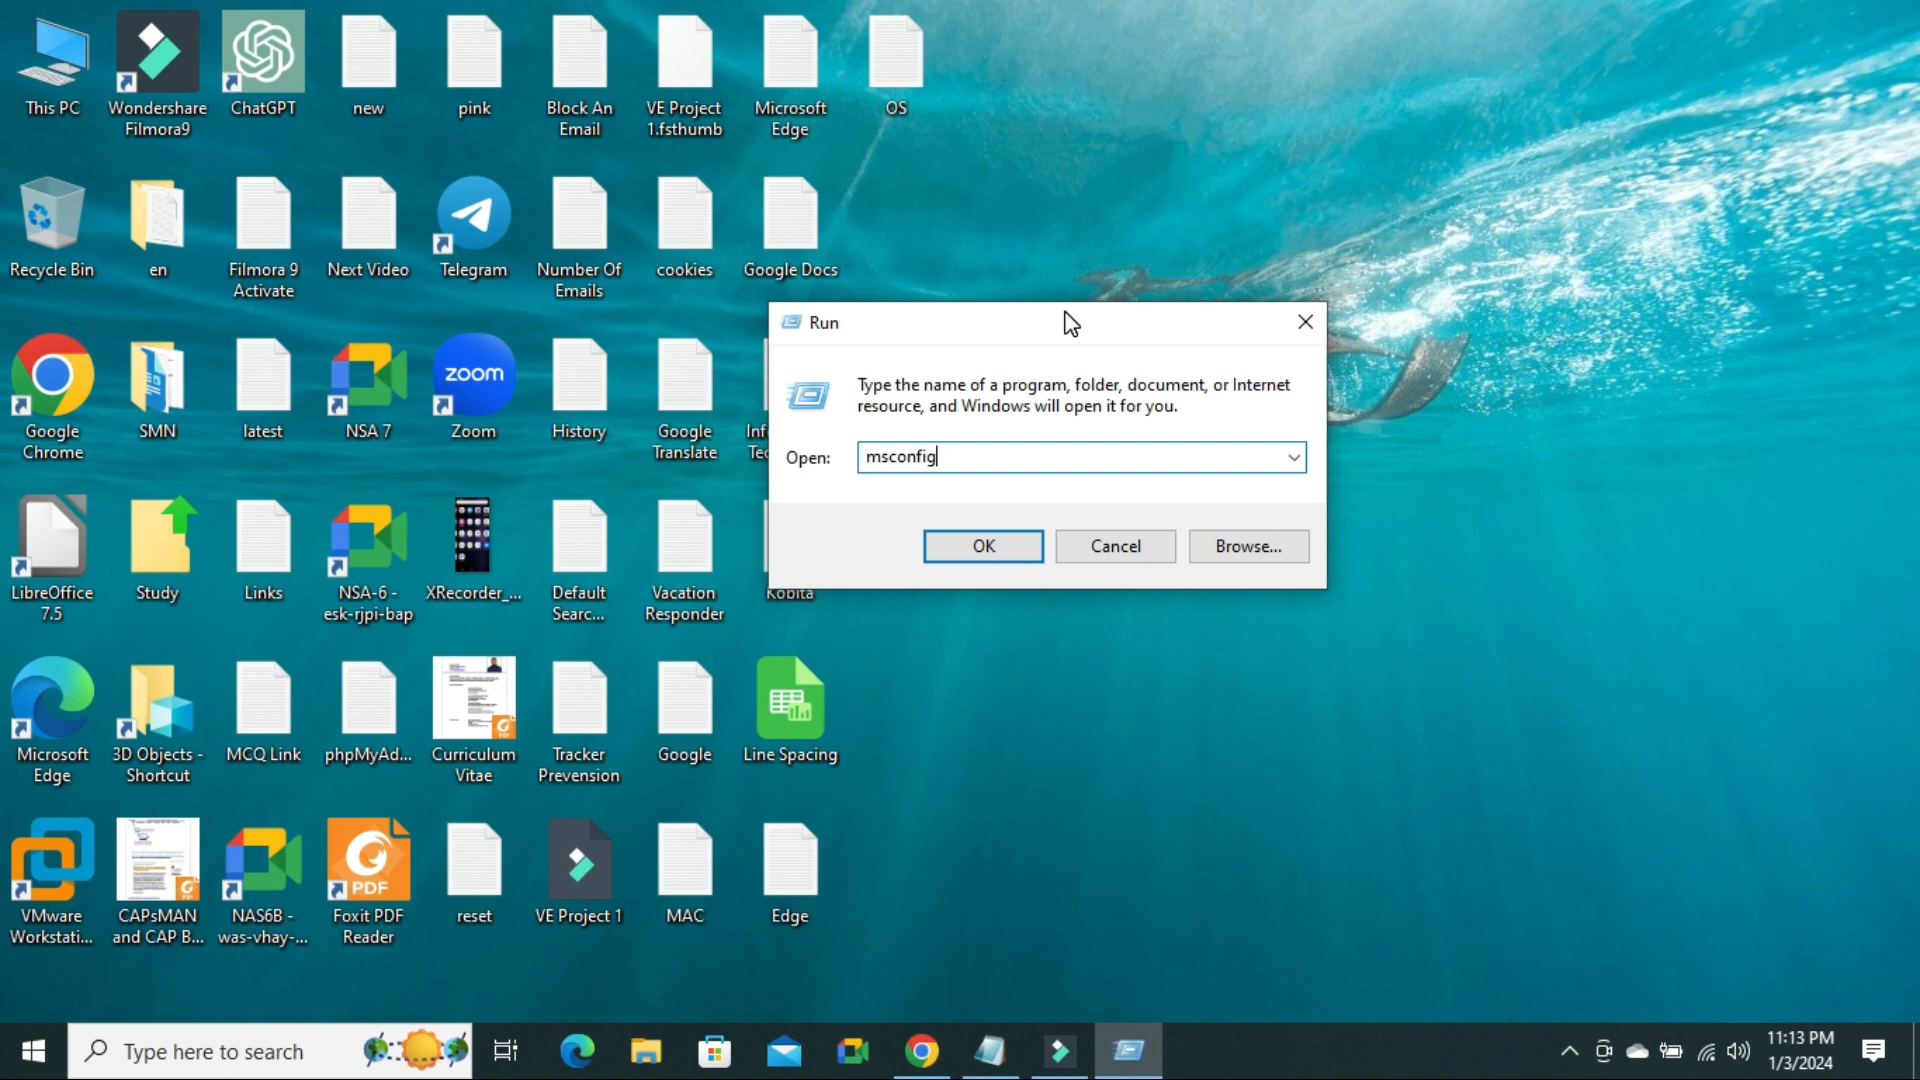 This PC
Wondershare
Filmora9
ChatGPT
new
pink
Block An
Email
VE Project
1.fsthumb
Microsoft
Edge
OS
Recycle Bin
en
Filmora 9
Activate
Next Video
Telegram
Number Of
Emails
cookies
Google Docs
Google
Chrome
SMN
latest
NSA 7
zoom
Zoom
History
Google
Translate
Inf
Tec
LibreOffice
7.5
Study
Links
NSA-6 -
esk-rjpi-bap
XRecorder_...
Default
Searc...
Vacation
Responder
Kobita
Run
Type the name of a program, folder, document, or Internet
resource, and Windows will open it for you.
Open:
msconfig
OK
Cancel
Browse...
Microsoft
Edge
3D Objects -
Shortcut
MCQ Link
phpMyAd...
Curriculum
Vitae
Tracker
Prevension
Google
Line Spacing
VMware
Workstati...
CAPsMAN
and CAP B...
NAS6B -
was-vhay-...
PDF
Foxit PDF
Reader
reset
VE Project 1
MAC
Edge
Type here to search
11:13 PM
1/3/2024